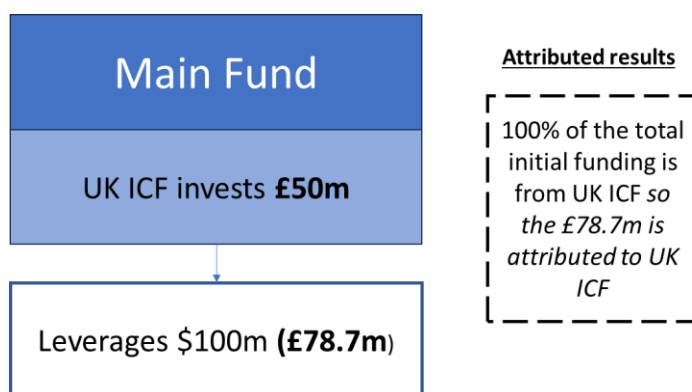 Main Fund
UK ICF invests £50m
Leverages $100m (£78.7m)
Attributed results
100% of the total
initial funding is
from UK ICF so
the £78.7m is
attributed to UK
ICF